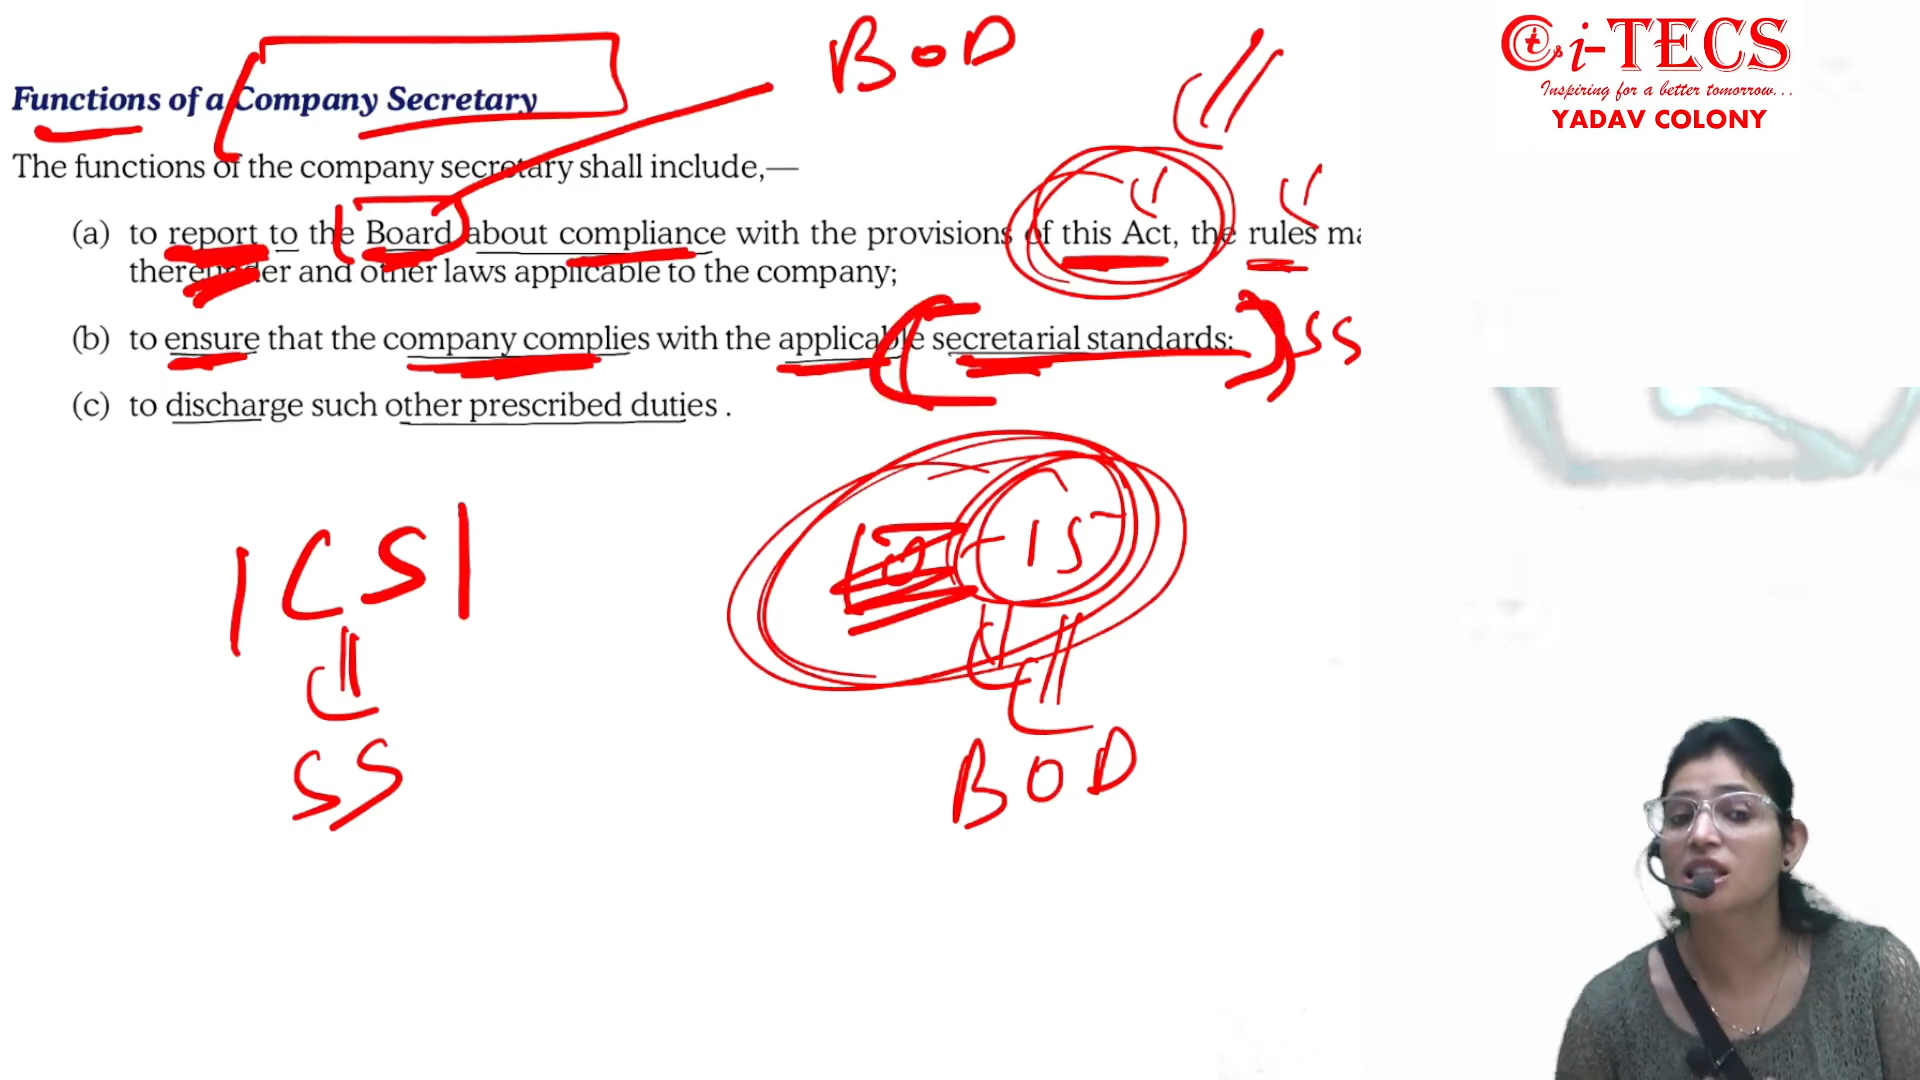 BOD
i-TECS
Inspiring for a better tomorrow...
YADAV COLONY
Functions of a Company Secretary
The functions of the company secretary shall include,—
(a) to report to the Board about compliance with the provisions of this Act, the rules ma
thereunder and other laws applicable to the company;
(b) to ensure that the company complies with the applicable secretarial standards; SS
(c) to discharge such other prescribed duties .
ICSI
10 - 15
SS
BOD